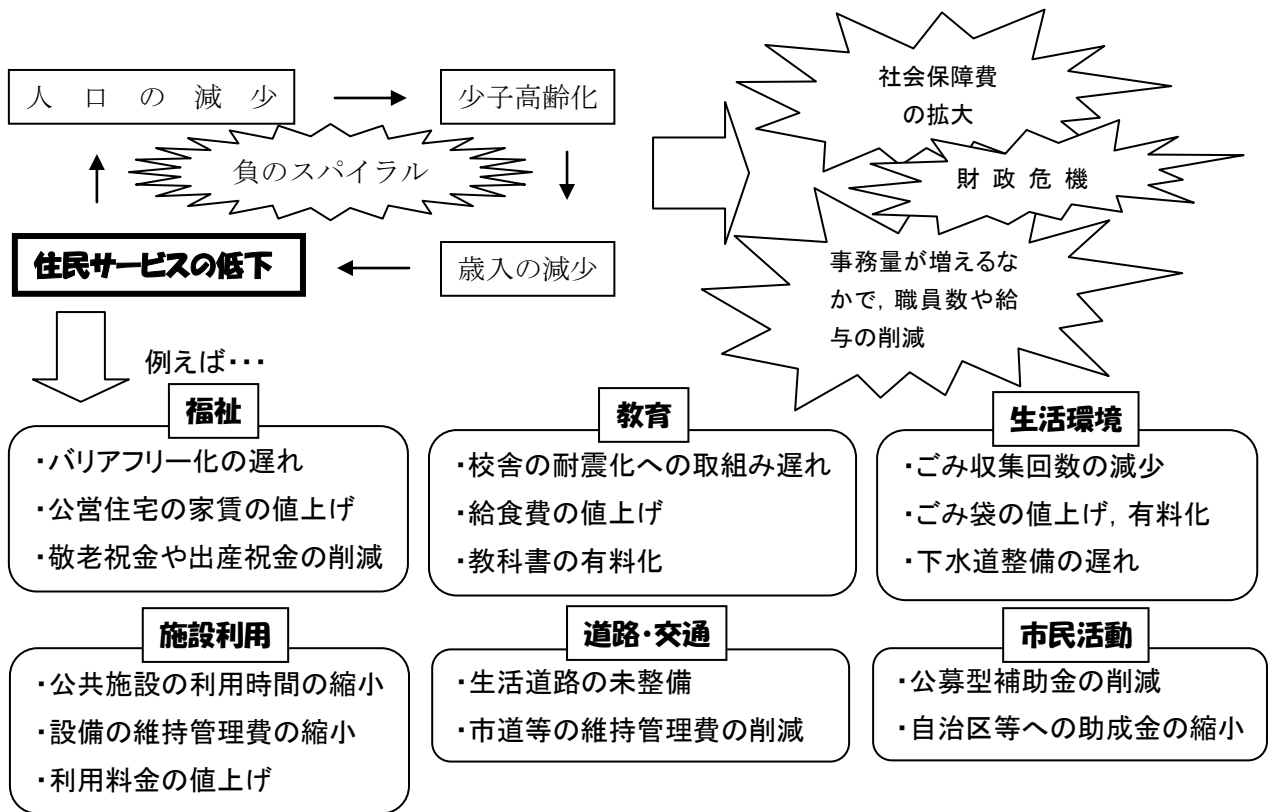 人口の減少
少子高齢化
負のスパイラル
住民サービスの低下
歳入の減少
社会保障費
の拡大
財政危機
事務量が増えるな
かで，職員数や給
与の削減
例えば・・・
福祉
・バリアフリー化の遅れ
・公営住宅の家賃の値上げ
・敬老祝金や出産祝金の削減
教育
・校舎の耐震化への取組み遅れ
・給食費の値上げ
・教科書の有料化
生活環境
・ごみ収集回数の減少
・ごみ袋の値上げ，有料化
・下水道整備の遅れ
施設利用
・公共施設の利用時間の縮小
・設備の維持管理費の縮小
・利用料金の値上げ
道路・交通
・生活道路の未整備
・市道等の維持管理費の削減
市民活動
・公募型補助金の削減
・自治区等への助成金の縮小